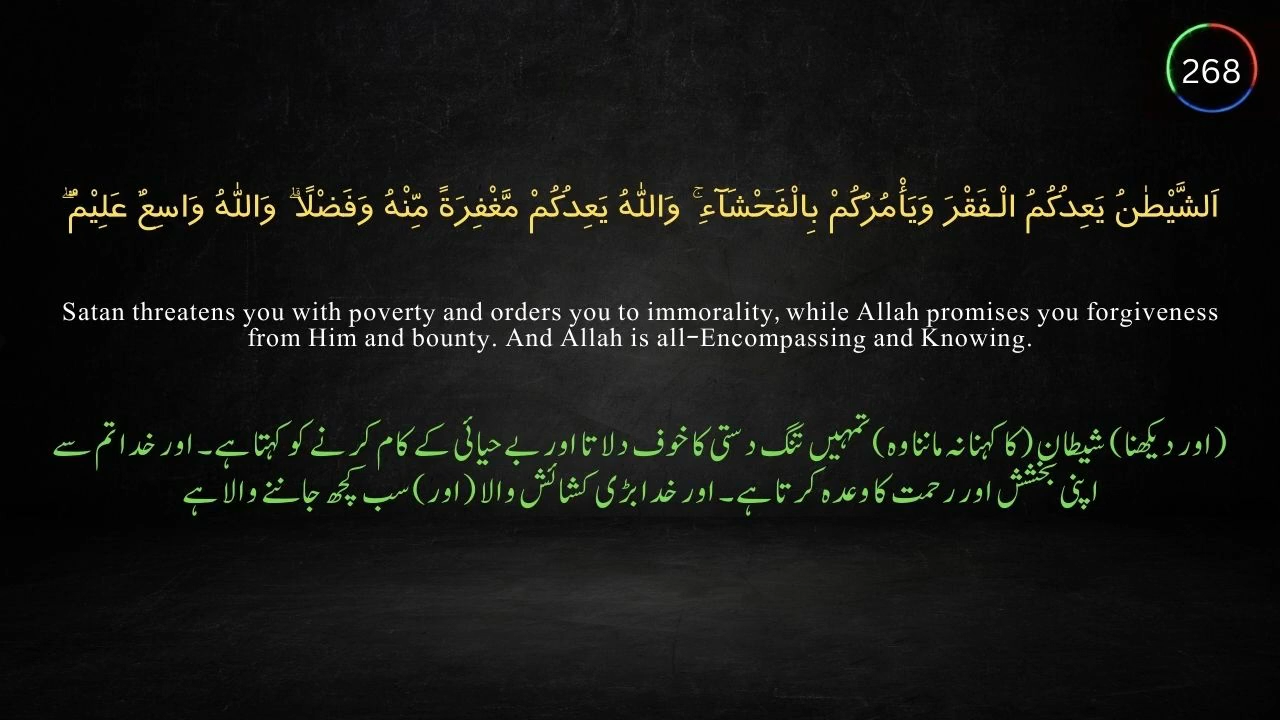 268
اَلشَّيْطٰنُ يَعِدُكُمُ الْـفَقْرَ وَيَأْمُرُكُمْ بِالْفَحْشَآءِ ۚ وَاللّٰهُ يَعِدُكُمْ مَّغْفِرَةً مِّنْهُ وَفَضْلًا ۗ وَاللّٰهُ وَاسِعٌ عَلِيْمٌ ۖ
Satan threatens you with poverty and orders you to immorality, while Allah promises you forgiveness
from Him and bounty. And Allah is all-Encompassing and Knowing.
(اور دیکھنا) شیطان (کا کہنا نہ ماننا وہ) تمہیں تنگ دستی کا خوف دلاتا اور بے حیائی کے کام کرنے کو کہتا ہے۔ اور خدا تم سے
اپنی بخشش اور رحمت کا وعدہ کرتا ہے۔ اور خدا بڑی کشائش والا (اور) سب کچھ جاننے والا ہے